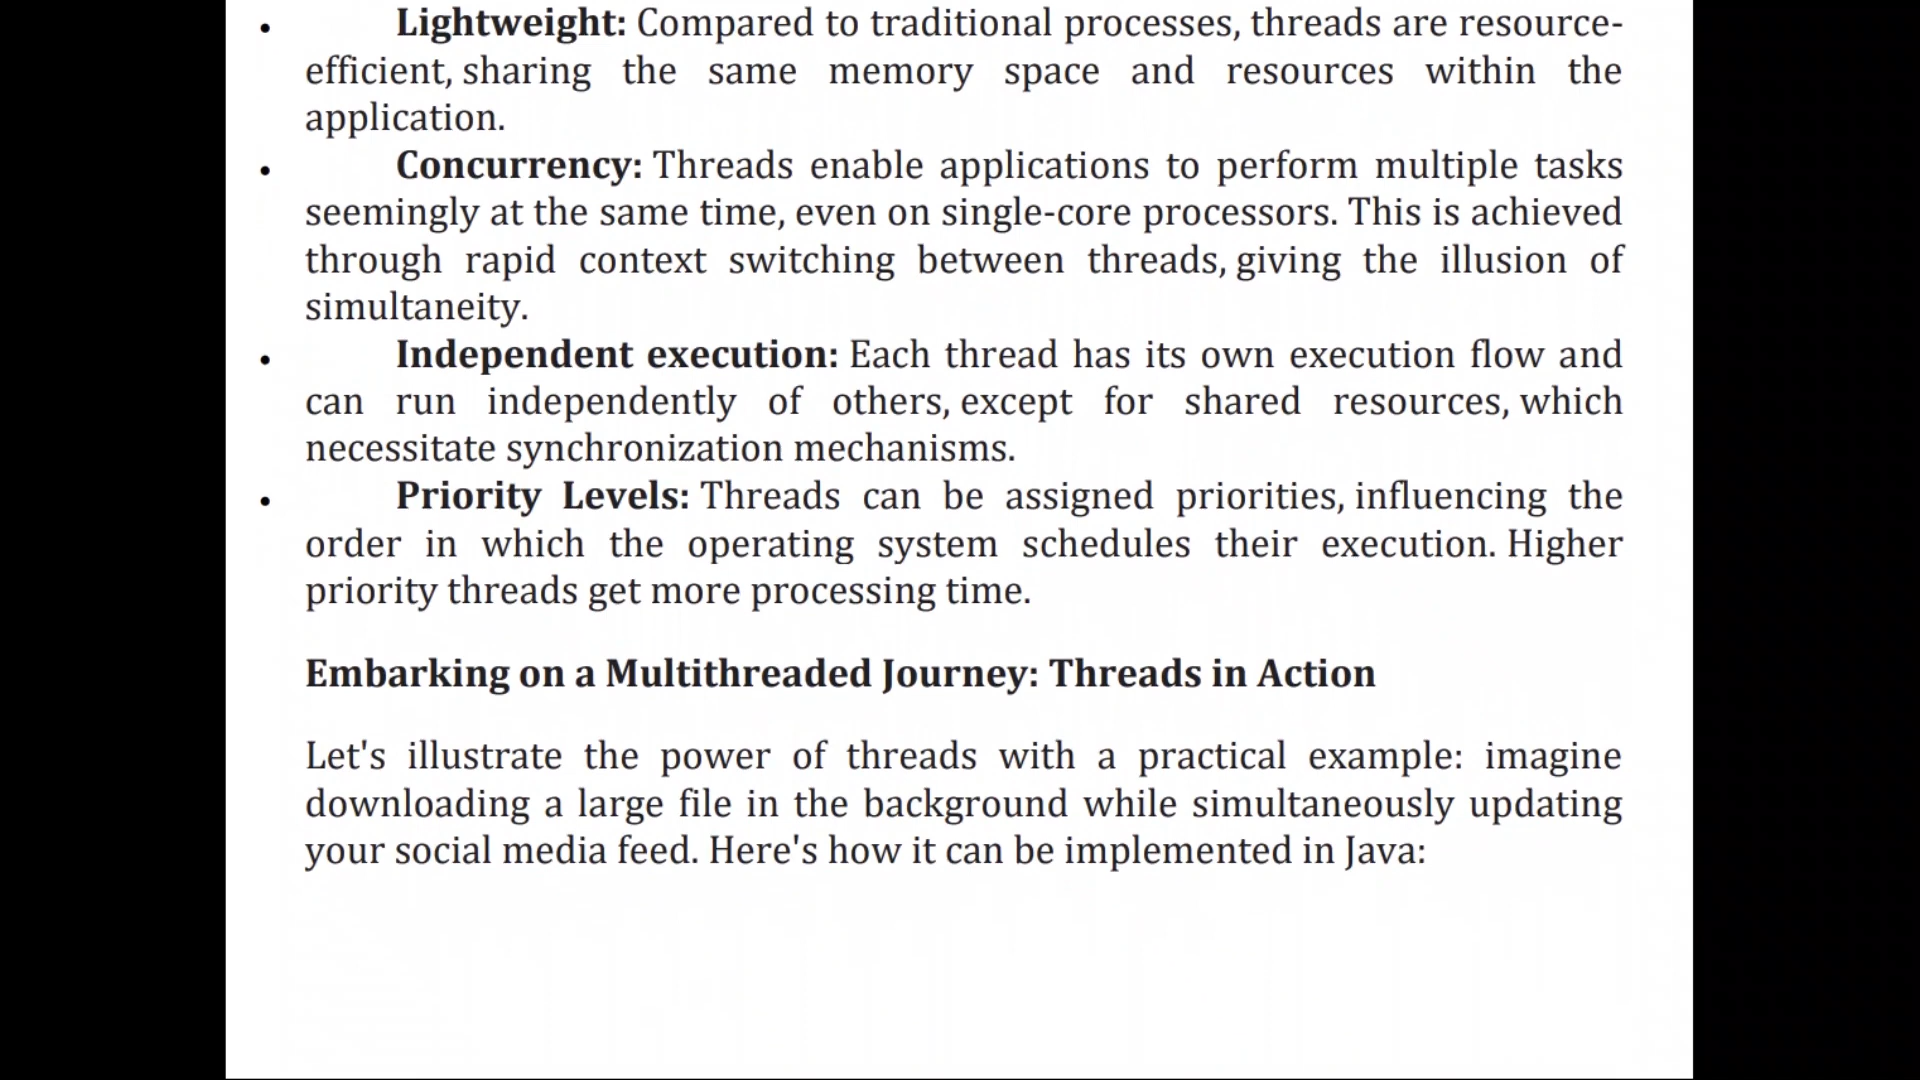 • Lightweight: Compared to traditional processes, threads are resource-
efficient, sharing the same memory space and resources within the
application.
• Concurrency: Threads enable applications to perform multiple tasks
seemingly at the same time, even on single-core processors. This is achieved
through rapid context switching between threads, giving the illusion of
simultaneity.
• Independent execution: Each thread has its own execution flow and
can run independently of others, except for shared resources, which
necessitate synchronization mechanisms.
• Priority Levels: Threads can be assigned priorities, influencing the
order in which the operating system schedules their execution. Higher
priority threads get more processing time.
Embarking on a Multithreaded Journey: Threads in Action
Let's illustrate the power of threads with a practical example: imagine
downloading a large file in the background while simultaneously updating
your social media feed. Here's how it can be implemented in Java: